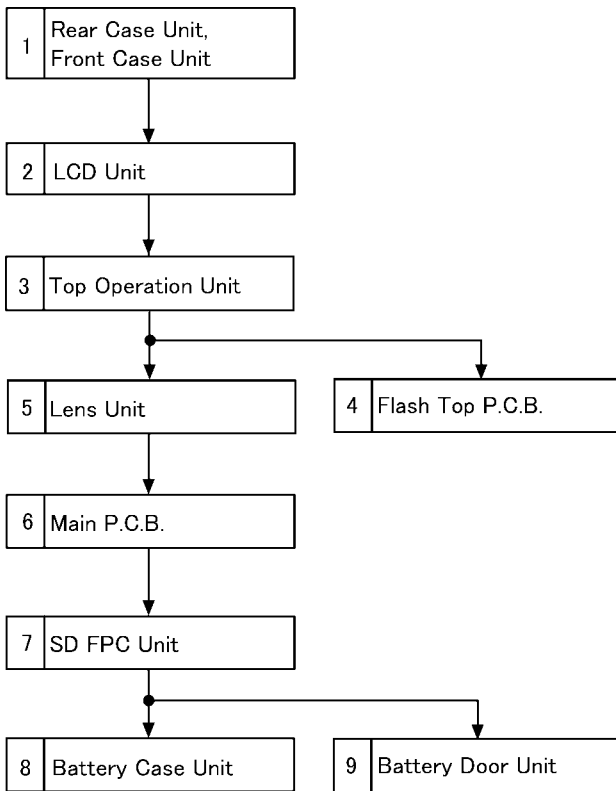 1 Rear Case Unit,
Front Case Unit
2 LCD Unit
3 Top Operation Unit
5 Lens Unit
4 Flash Top P.C.B.
6 Main P.C.B.
7 SD FPC Unit
8 Battery Case Unit
9 Battery Door Unit